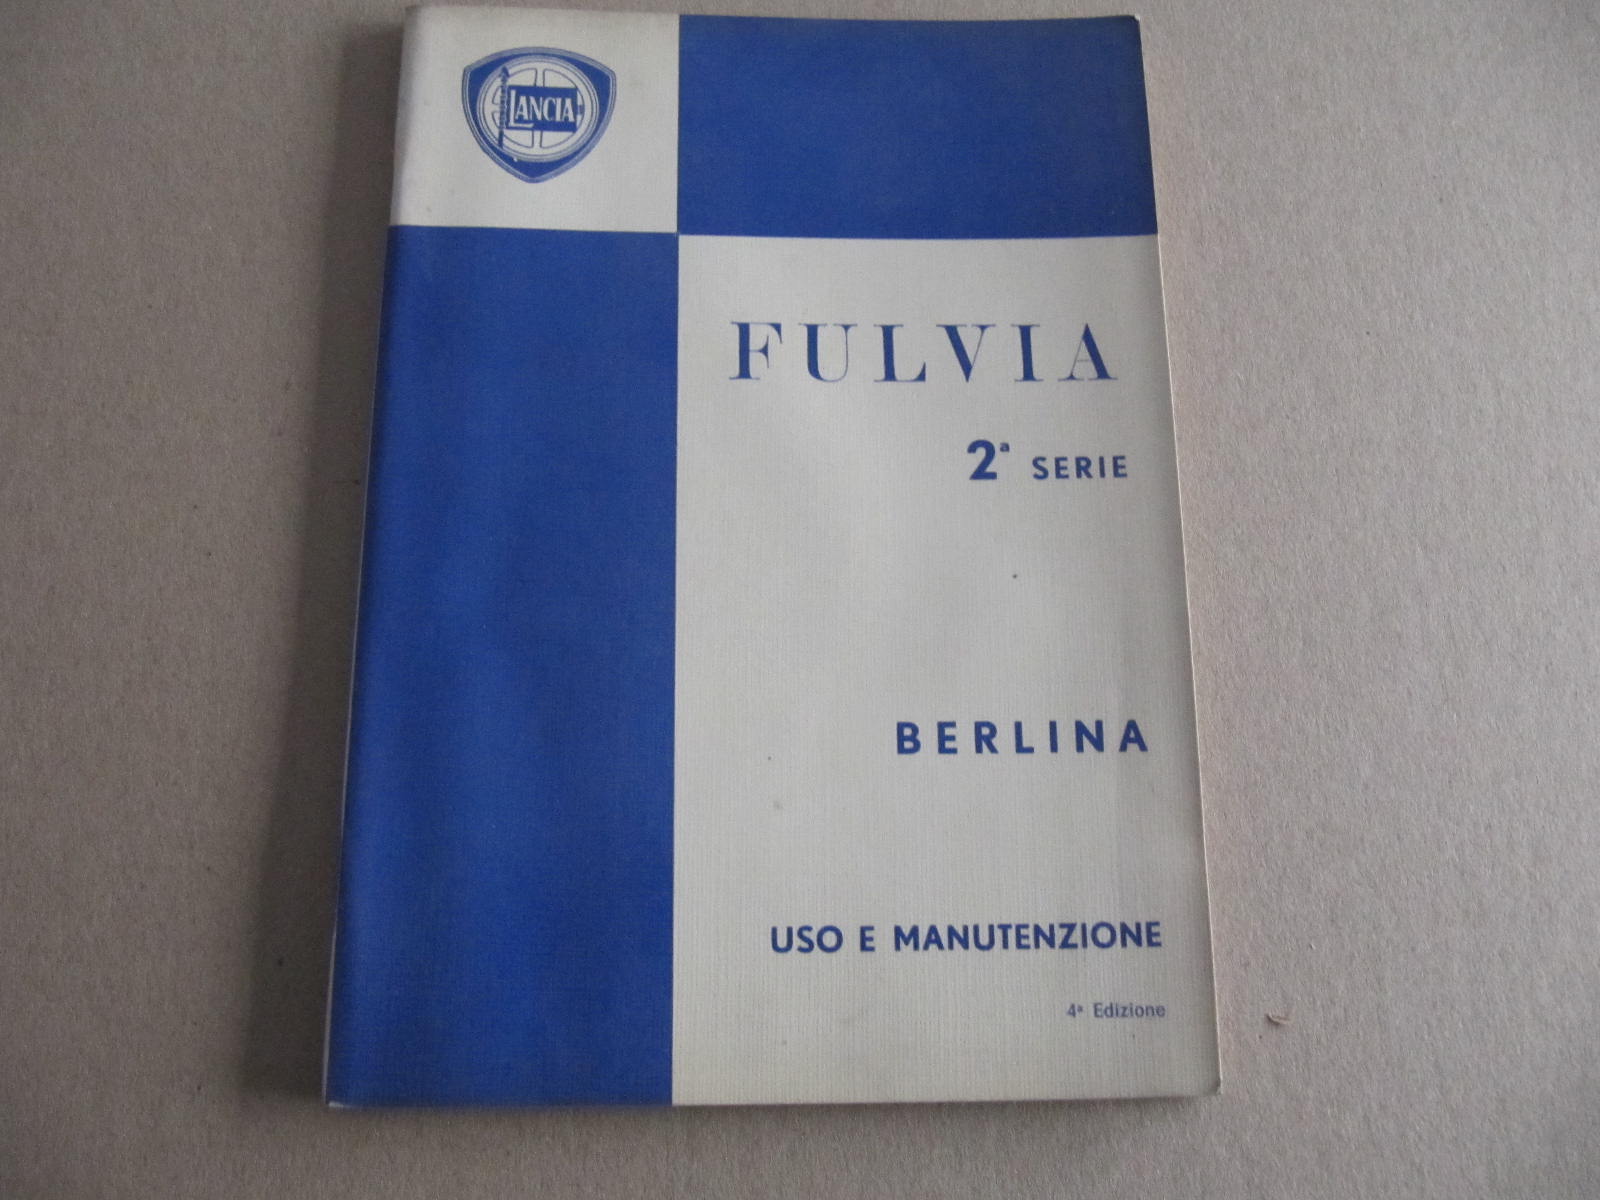 LANCIA
FULVIA
2ª SERIE
BERLINA
USO E MANUTENZIONE
4ª Edizione